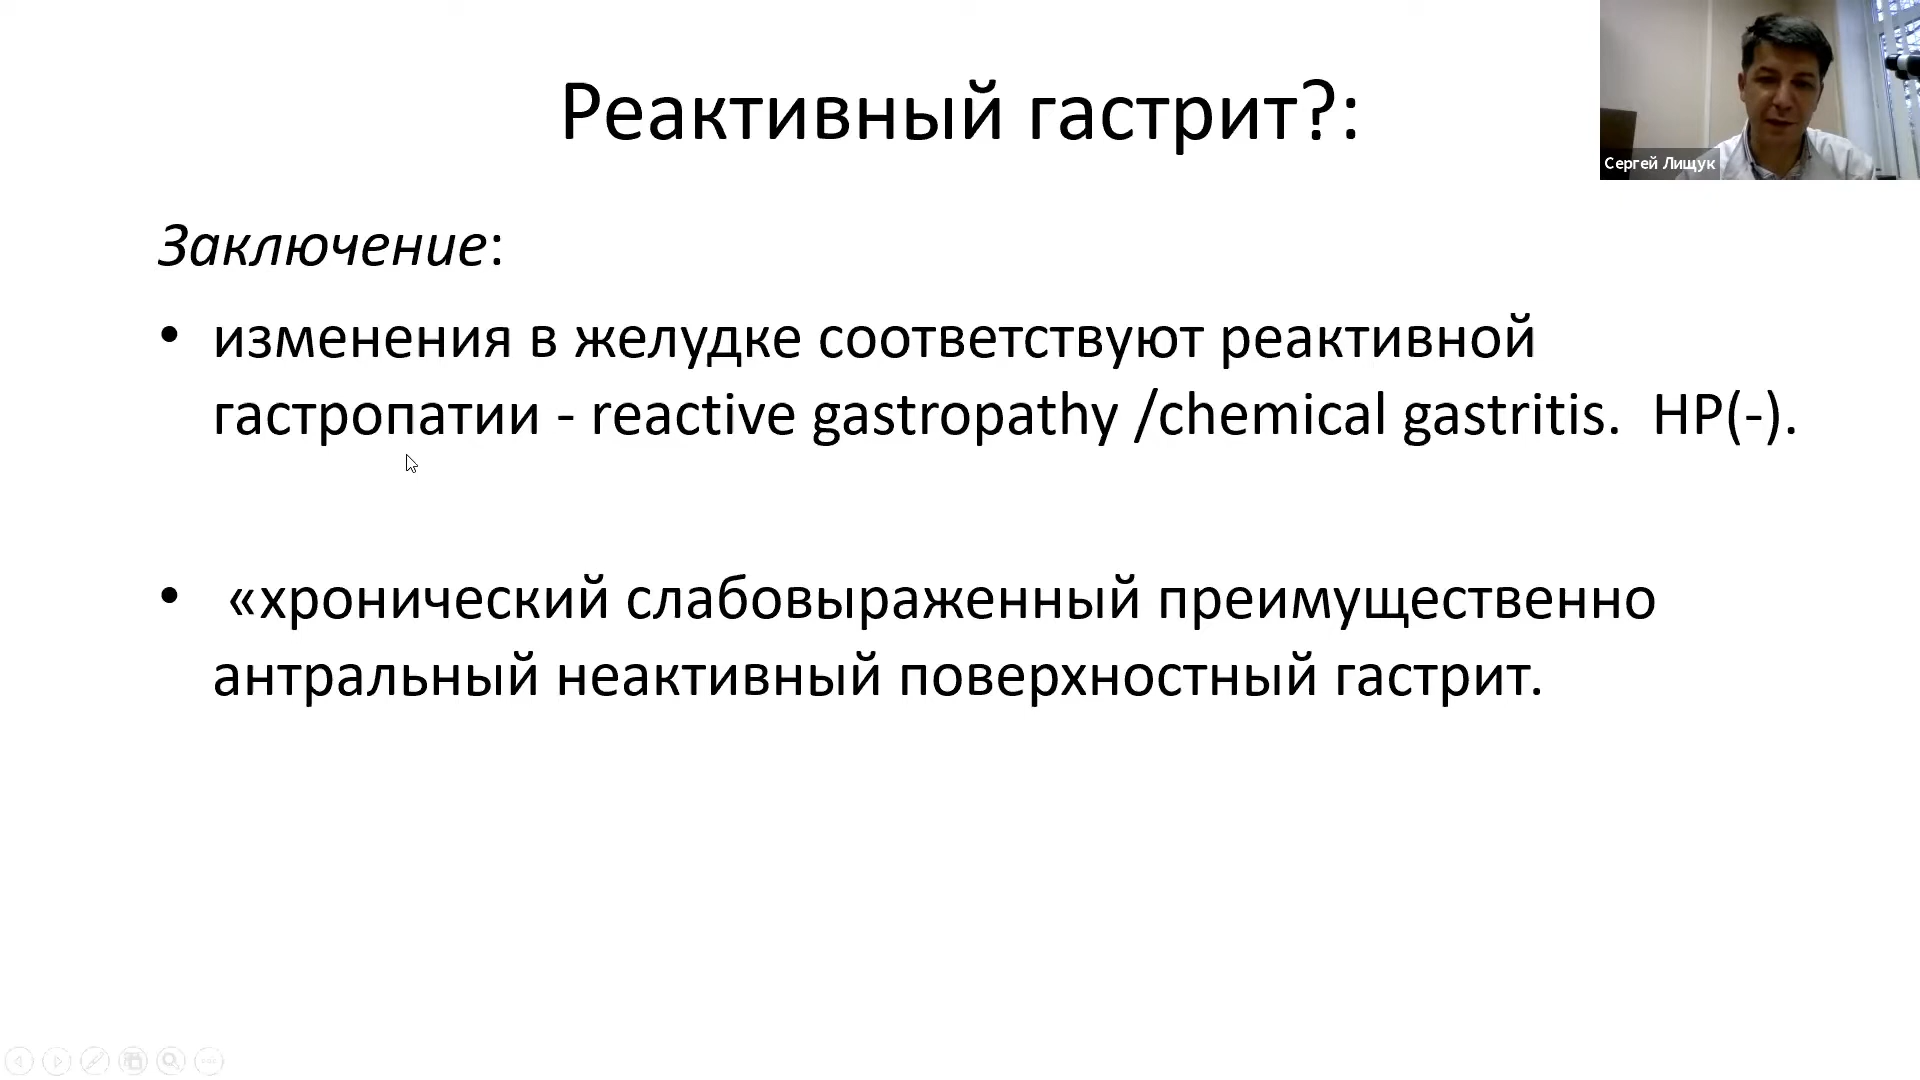 Реактивный гастрит?:
Сергей Лищук
Заключение:
• изменения в желудке соответствуют реактивной
гастропатии - reactive gastropathy /chemical gastritis.  HP(-).
• «хронический слабовыраженный преимущественно
антральный неактивный поверхностный гастрит.